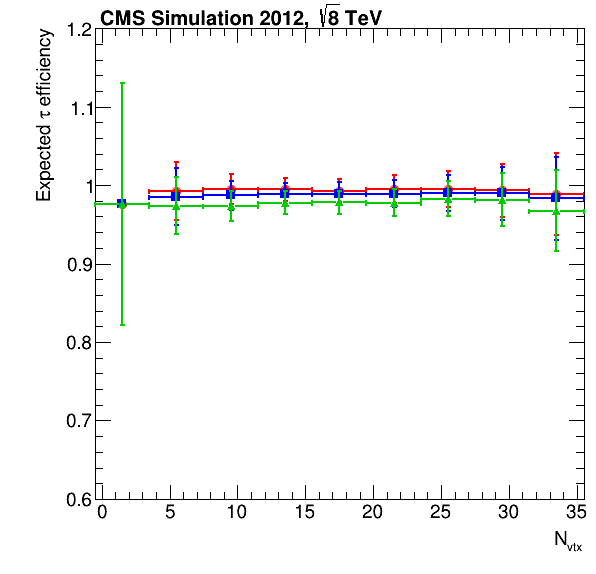 CMS Simulation 2012, √8 TeV
Expected τ efficiency
1.2
1.1
1
0.9
0.8
0.7
0.6
0 5 10 15 20 25 30 35
N_vtx